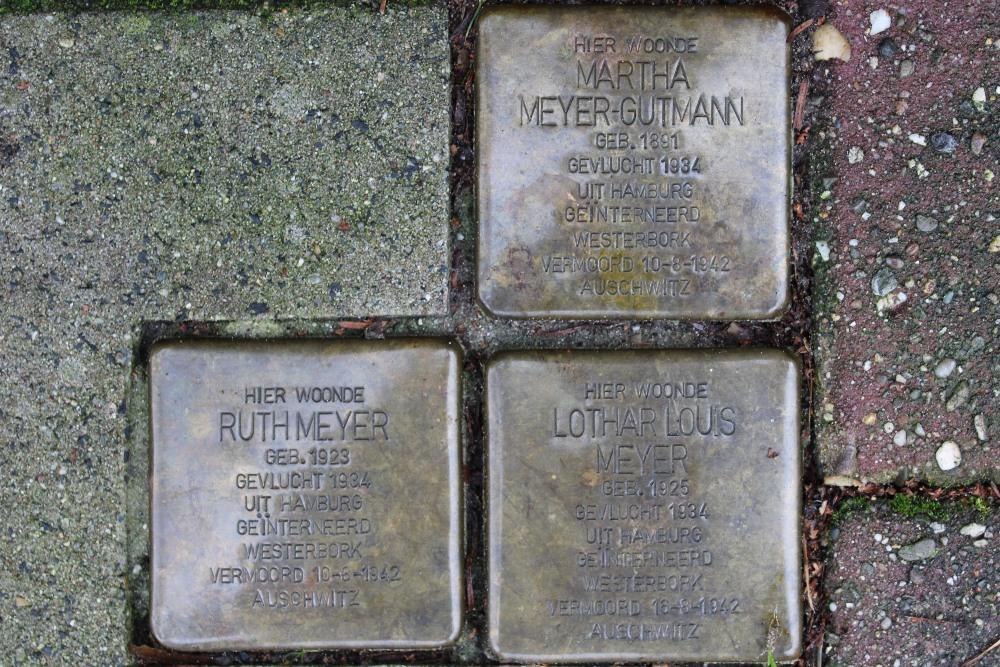 HIER WOONDE
MARTHA
MEYER-GUTMANN
GEB. 1891
GEVLUCHT 1934
UIT HAMBURG
GEÏNTERNEERD
WESTERBORK
VERMOORD 10-8-1942
AUSCHWITZ
HIER WOONDE
RUTH MEYER
GEB. 1923
GEVLUCHT 1934
UIT HAMBURG
GEÏNTERNEERD
WESTERBORK
VERMOORD 10-8-1942
AUSCHWITZ
HIER WOONDE
LOTHAR LOUIS
MEYER
GEB. 1925
GEVLUCHT 1934
UIT HAMBURG
GEÏNTERNEERD
WESTERBORK
VERMOORD 16-8-1942
AUSCHWITZ